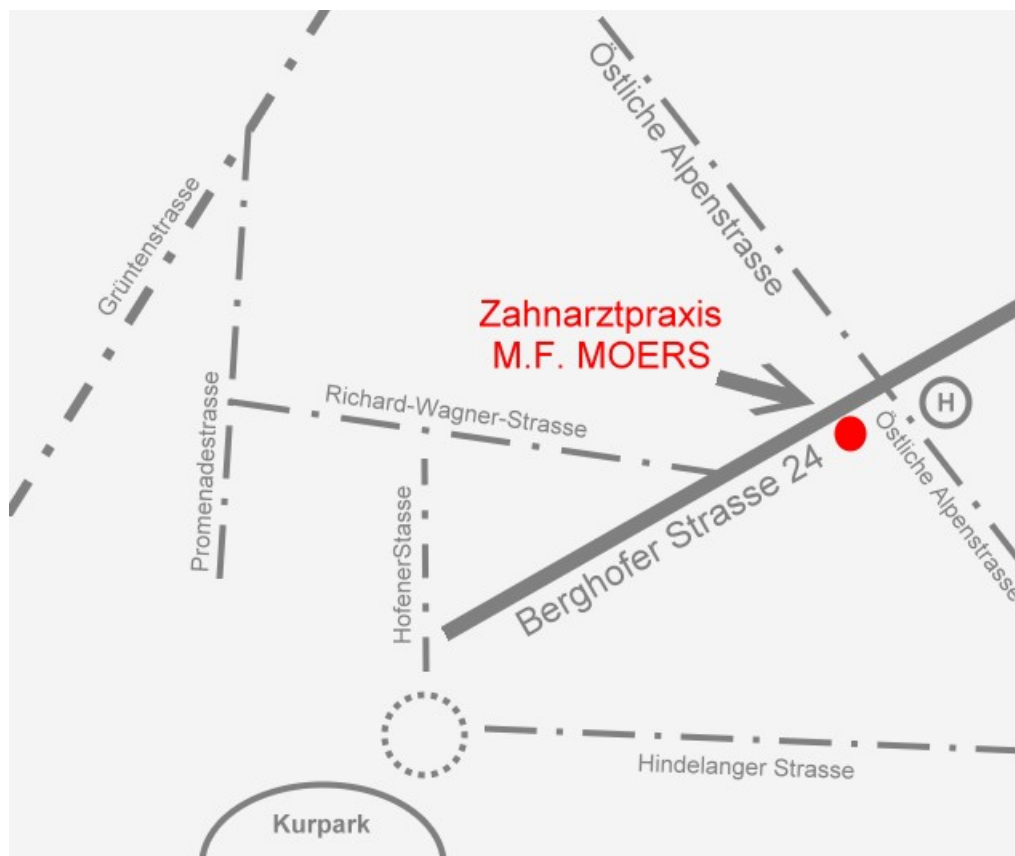 Östliche Alpenstrasse
Grüntenstrasse
Zahnarztpraxis
M.F. MOERS
Richard-Wagner-Strasse
H
Promenadestrasse
HofenerStasse
Berghofer Strasse 24
Östliche Alpenstrasse
Hindelanger Strasse
Kurpark